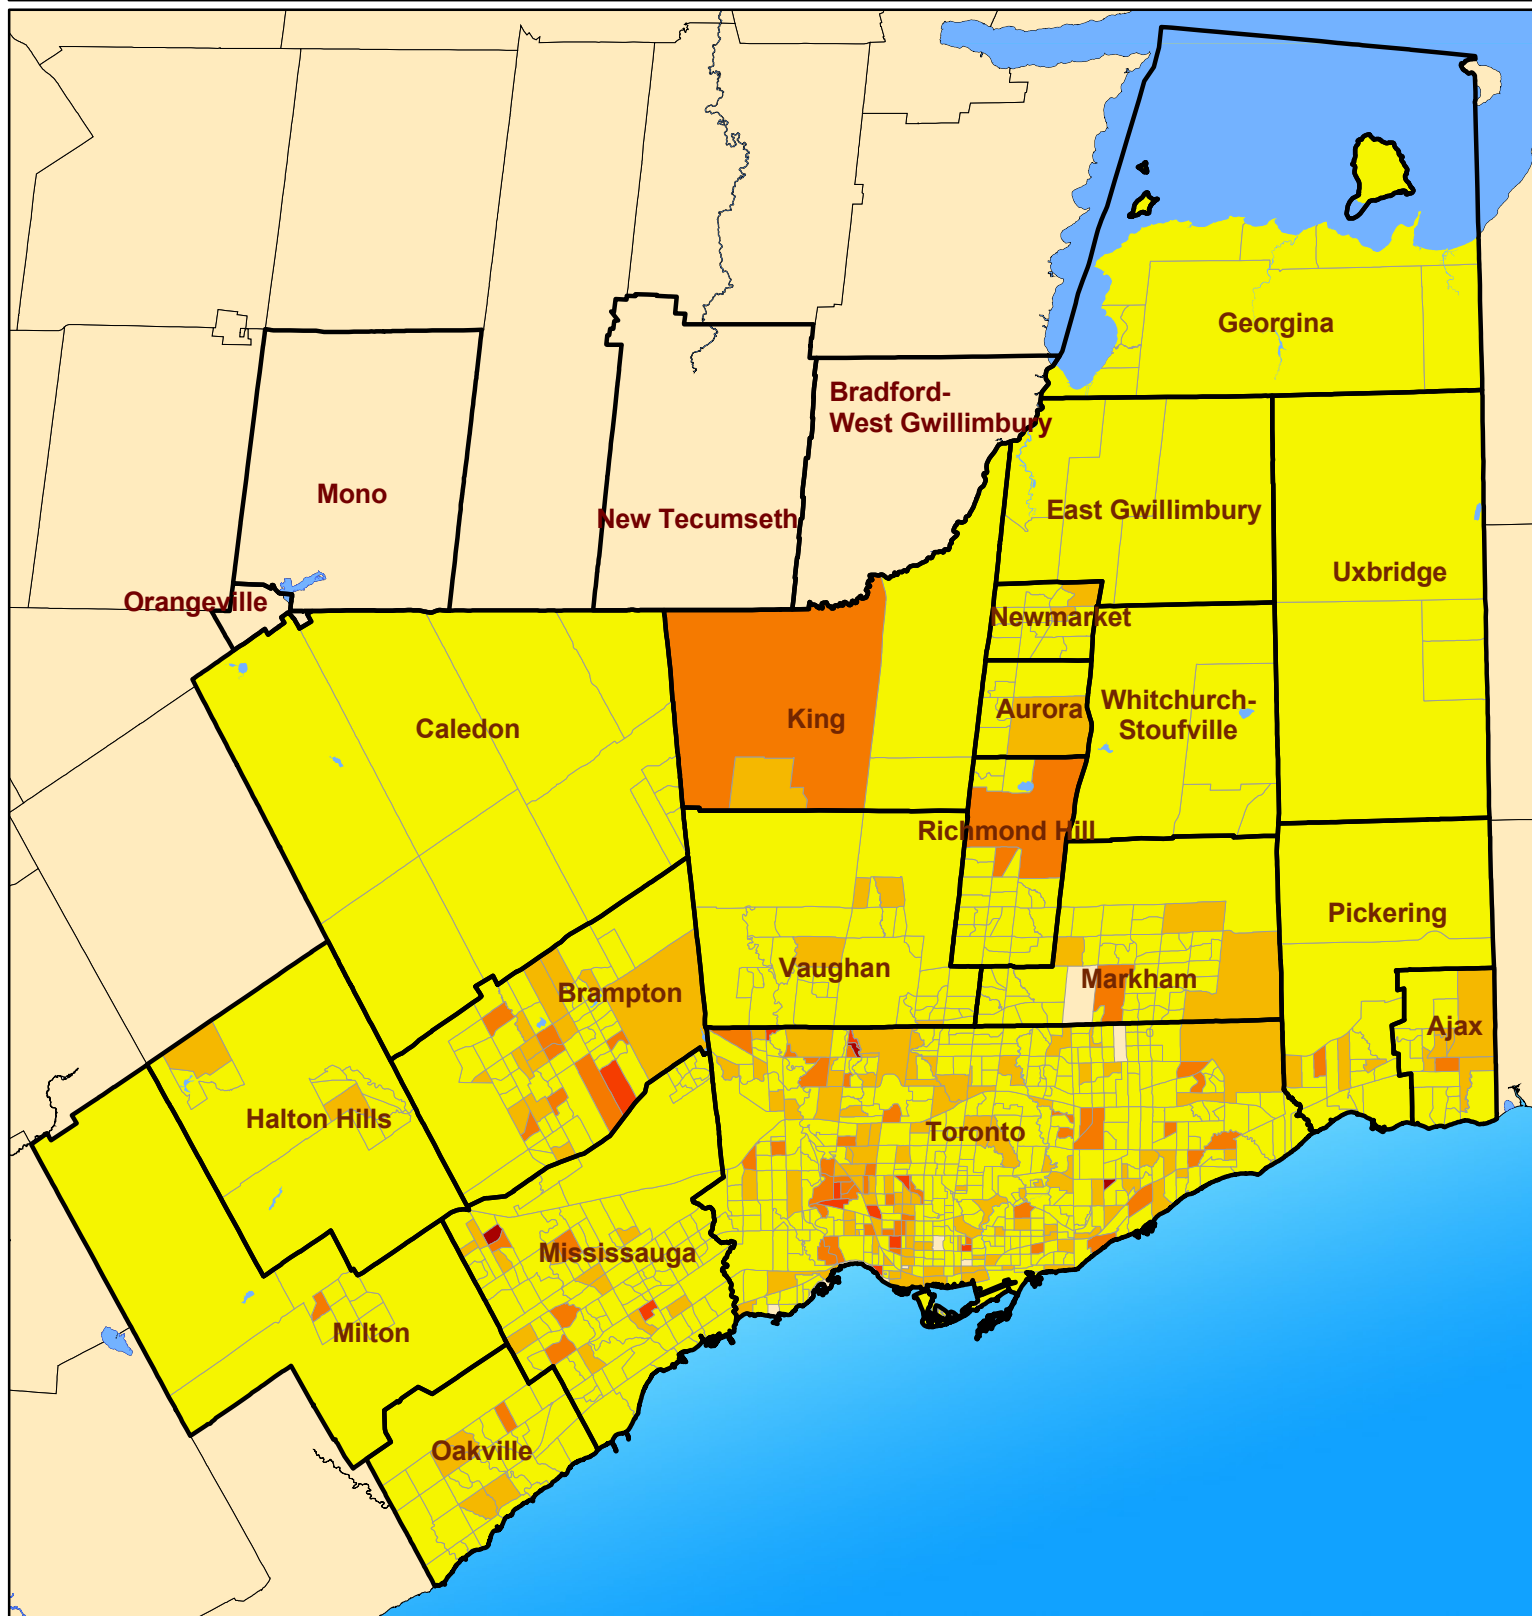 Georgina
Bradford-
West Gwillimbury
Mono
New Tecumseth
East Gwillimbury
Uxbridge
Orangeville
Newmarket
Caledon
King
Aurora
Whitchurch-
Stoufville
Richmond Hill
Pickering
Vaughan
Markham
Brampton
Ajax
Halton Hills
Toronto
Mississauga
Milton
Oakville